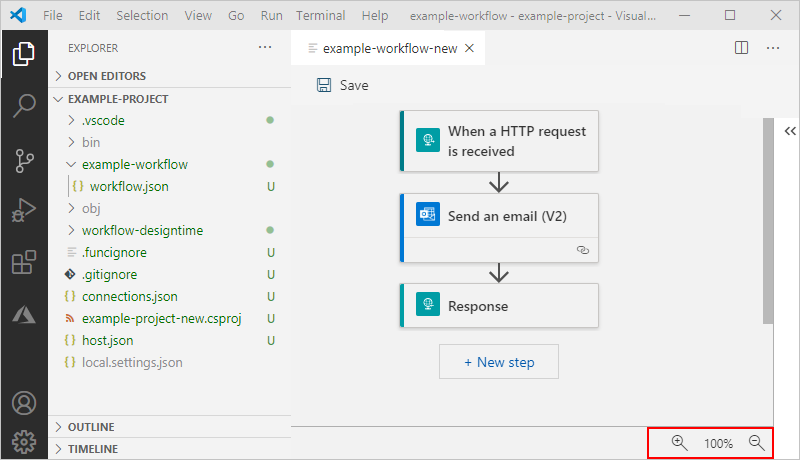 File Edit Selection View Go Run Terminal Help example-workflow - example-project - Visual...
EXPLORER
OPEN EDITORS
EXAMPLE-PROJECT
.vscode
bin
example-workflow
{} workflow.json U
obj
workflow-designtime
.funcignore U
.gitignore U
{} connections.json U
example-project-new.csproj U
{} host.json U
{} local.settings.json
OUTLINE
TIMELINE
example-workflow-new
Save
When a HTTP request
is received
Send an email (V2)
Response
+ New step
100%